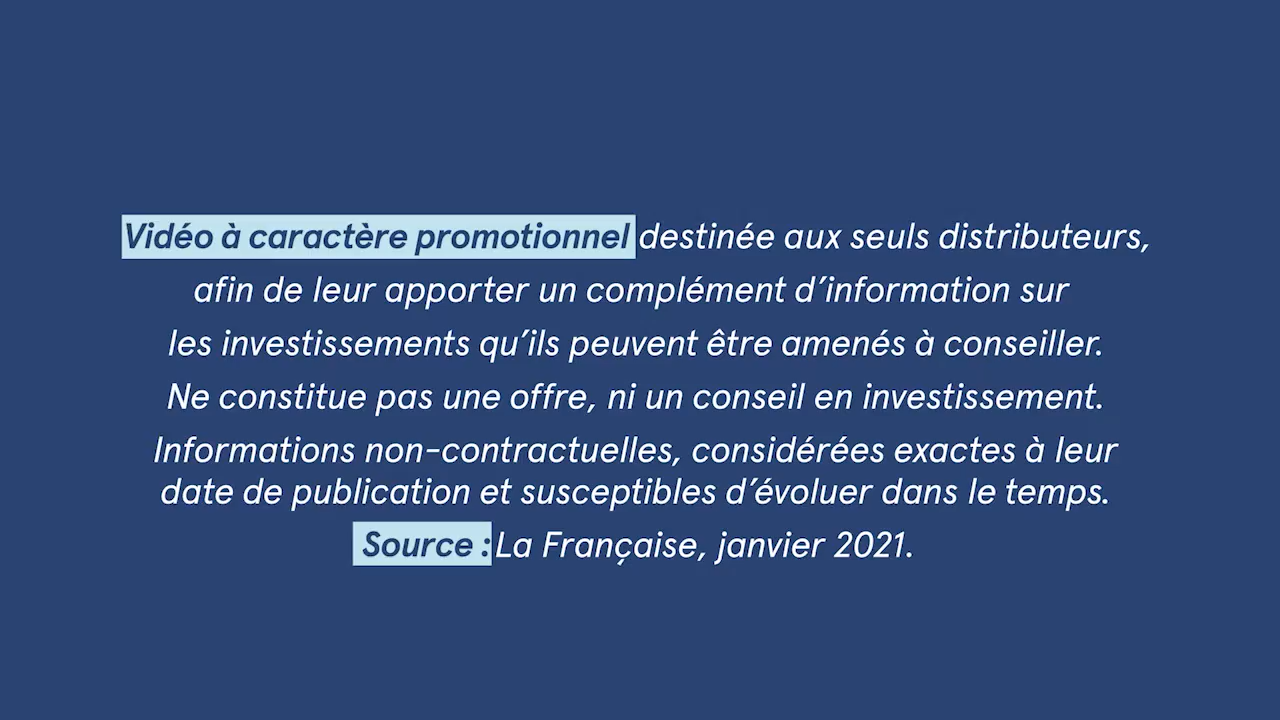 Vidéo à caractère promotionnel destinée aux seuls distributeurs,
afin de leur apporter un complément d’information sur
les investissements qu’ils peuvent être amenés à conseiller.
Ne constitue pas une offre, ni un conseil en investissement.
Informations non-contractuelles, considérées exactes à leur
date de publication et susceptibles d’évoluer dans le temps.
Source : La Française, janvier 2021.